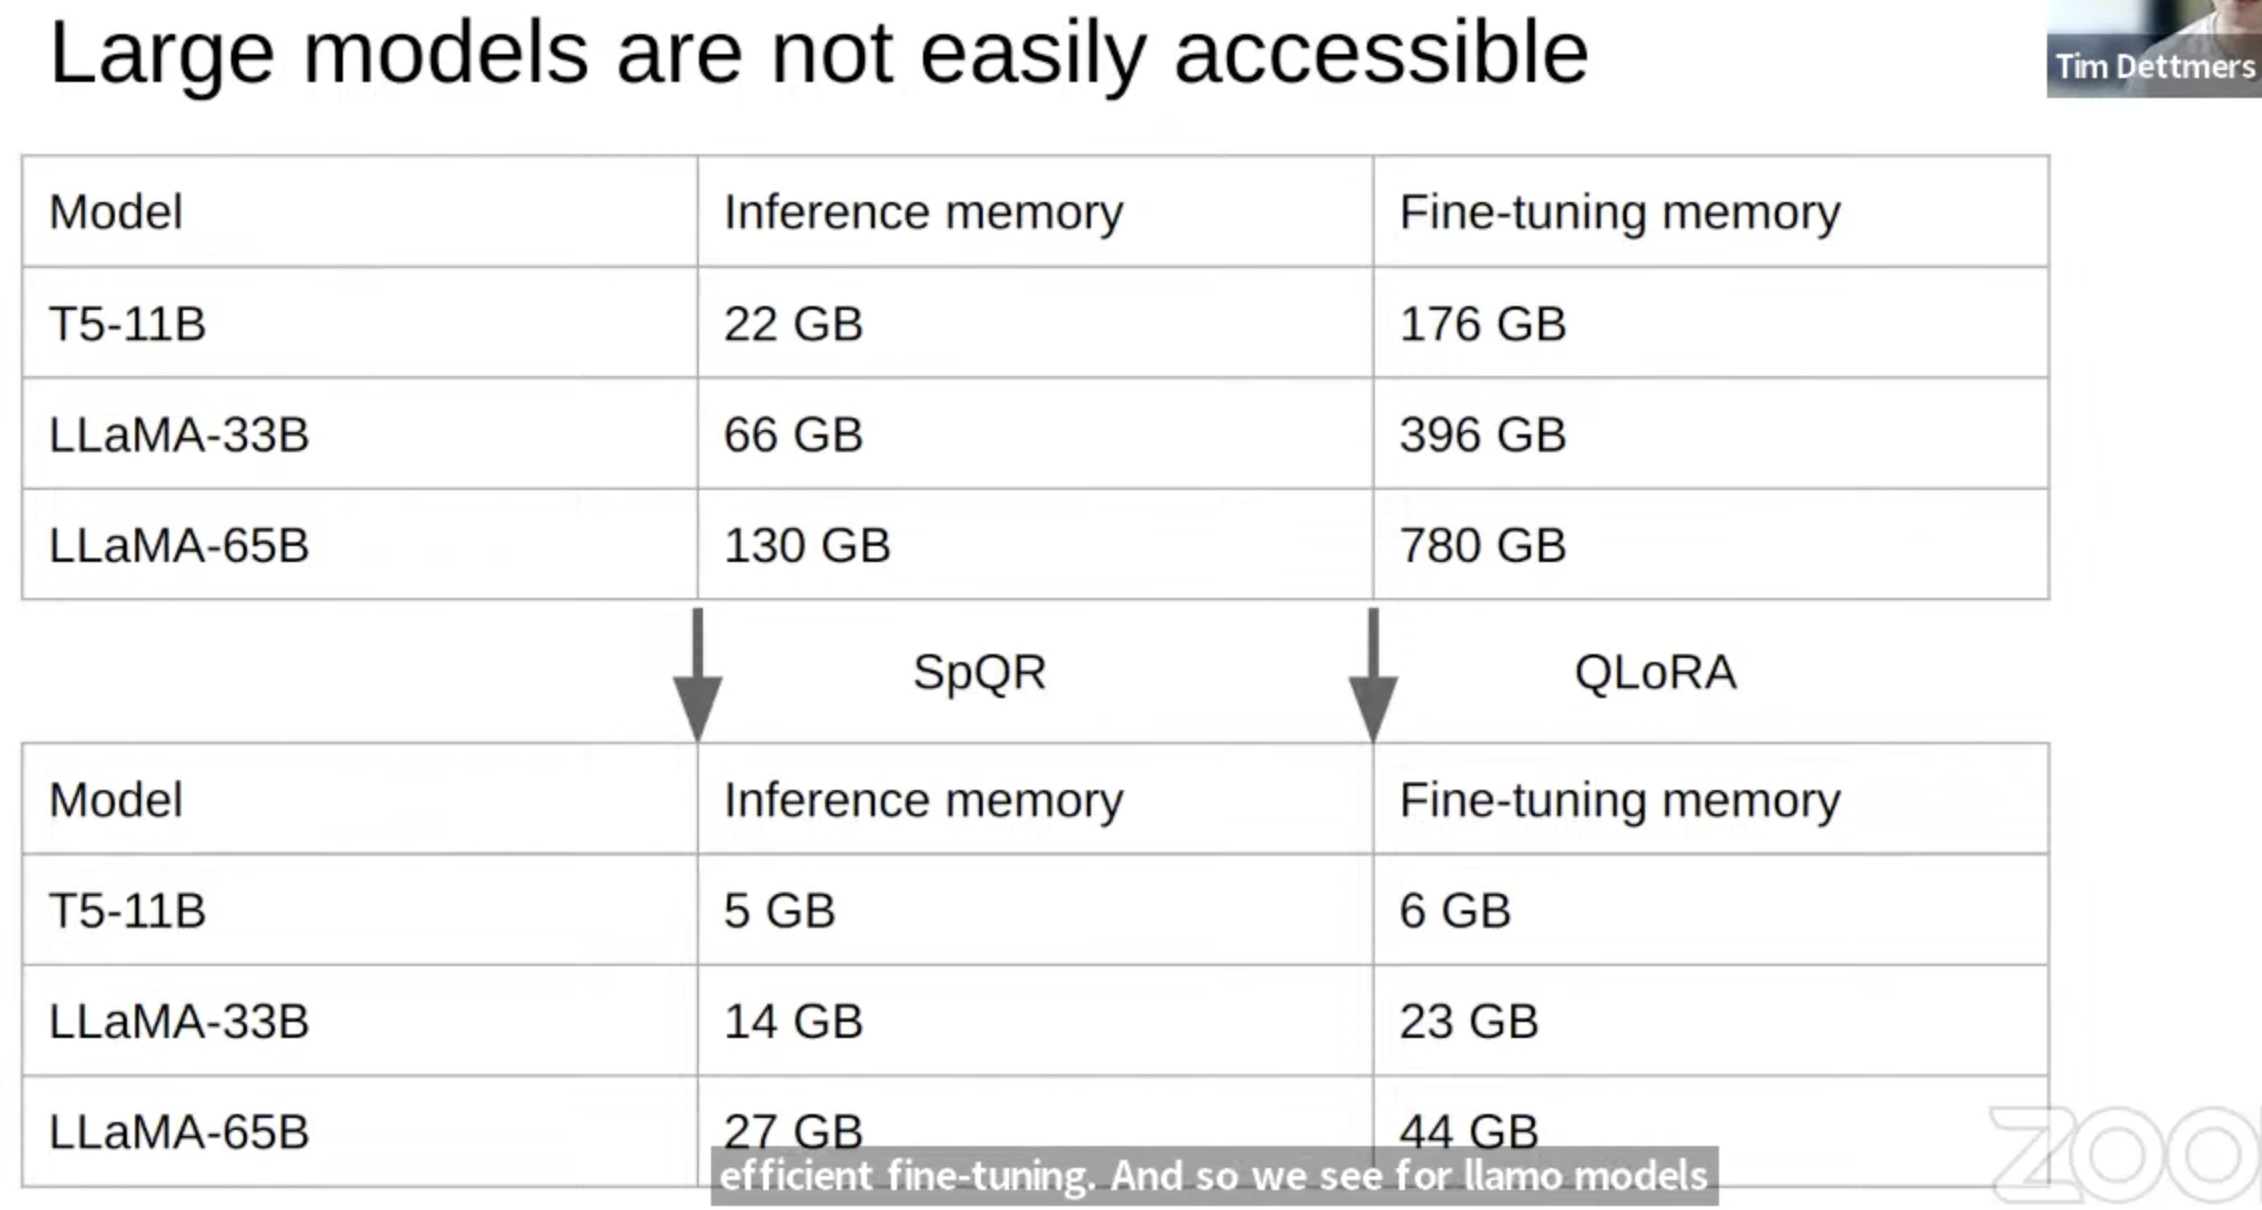 Large models are not easily accessible
Tim Dettmers
Model Inference memory Fine-tuning memory
T5-11B 22 GB 176 GB
LLaMA-33B 66 GB 396 GB
LLaMA-65B 130 GB 780 GB
SpQR QLoRA
Model Inference memory Fine-tuning memory
T5-11B 5 GB 6 GB
LLaMA-33B 14 GB 23 GB
LLaMA-65B 27 GB 44 GB
efficient fine-tuning. And so we see for llamo models